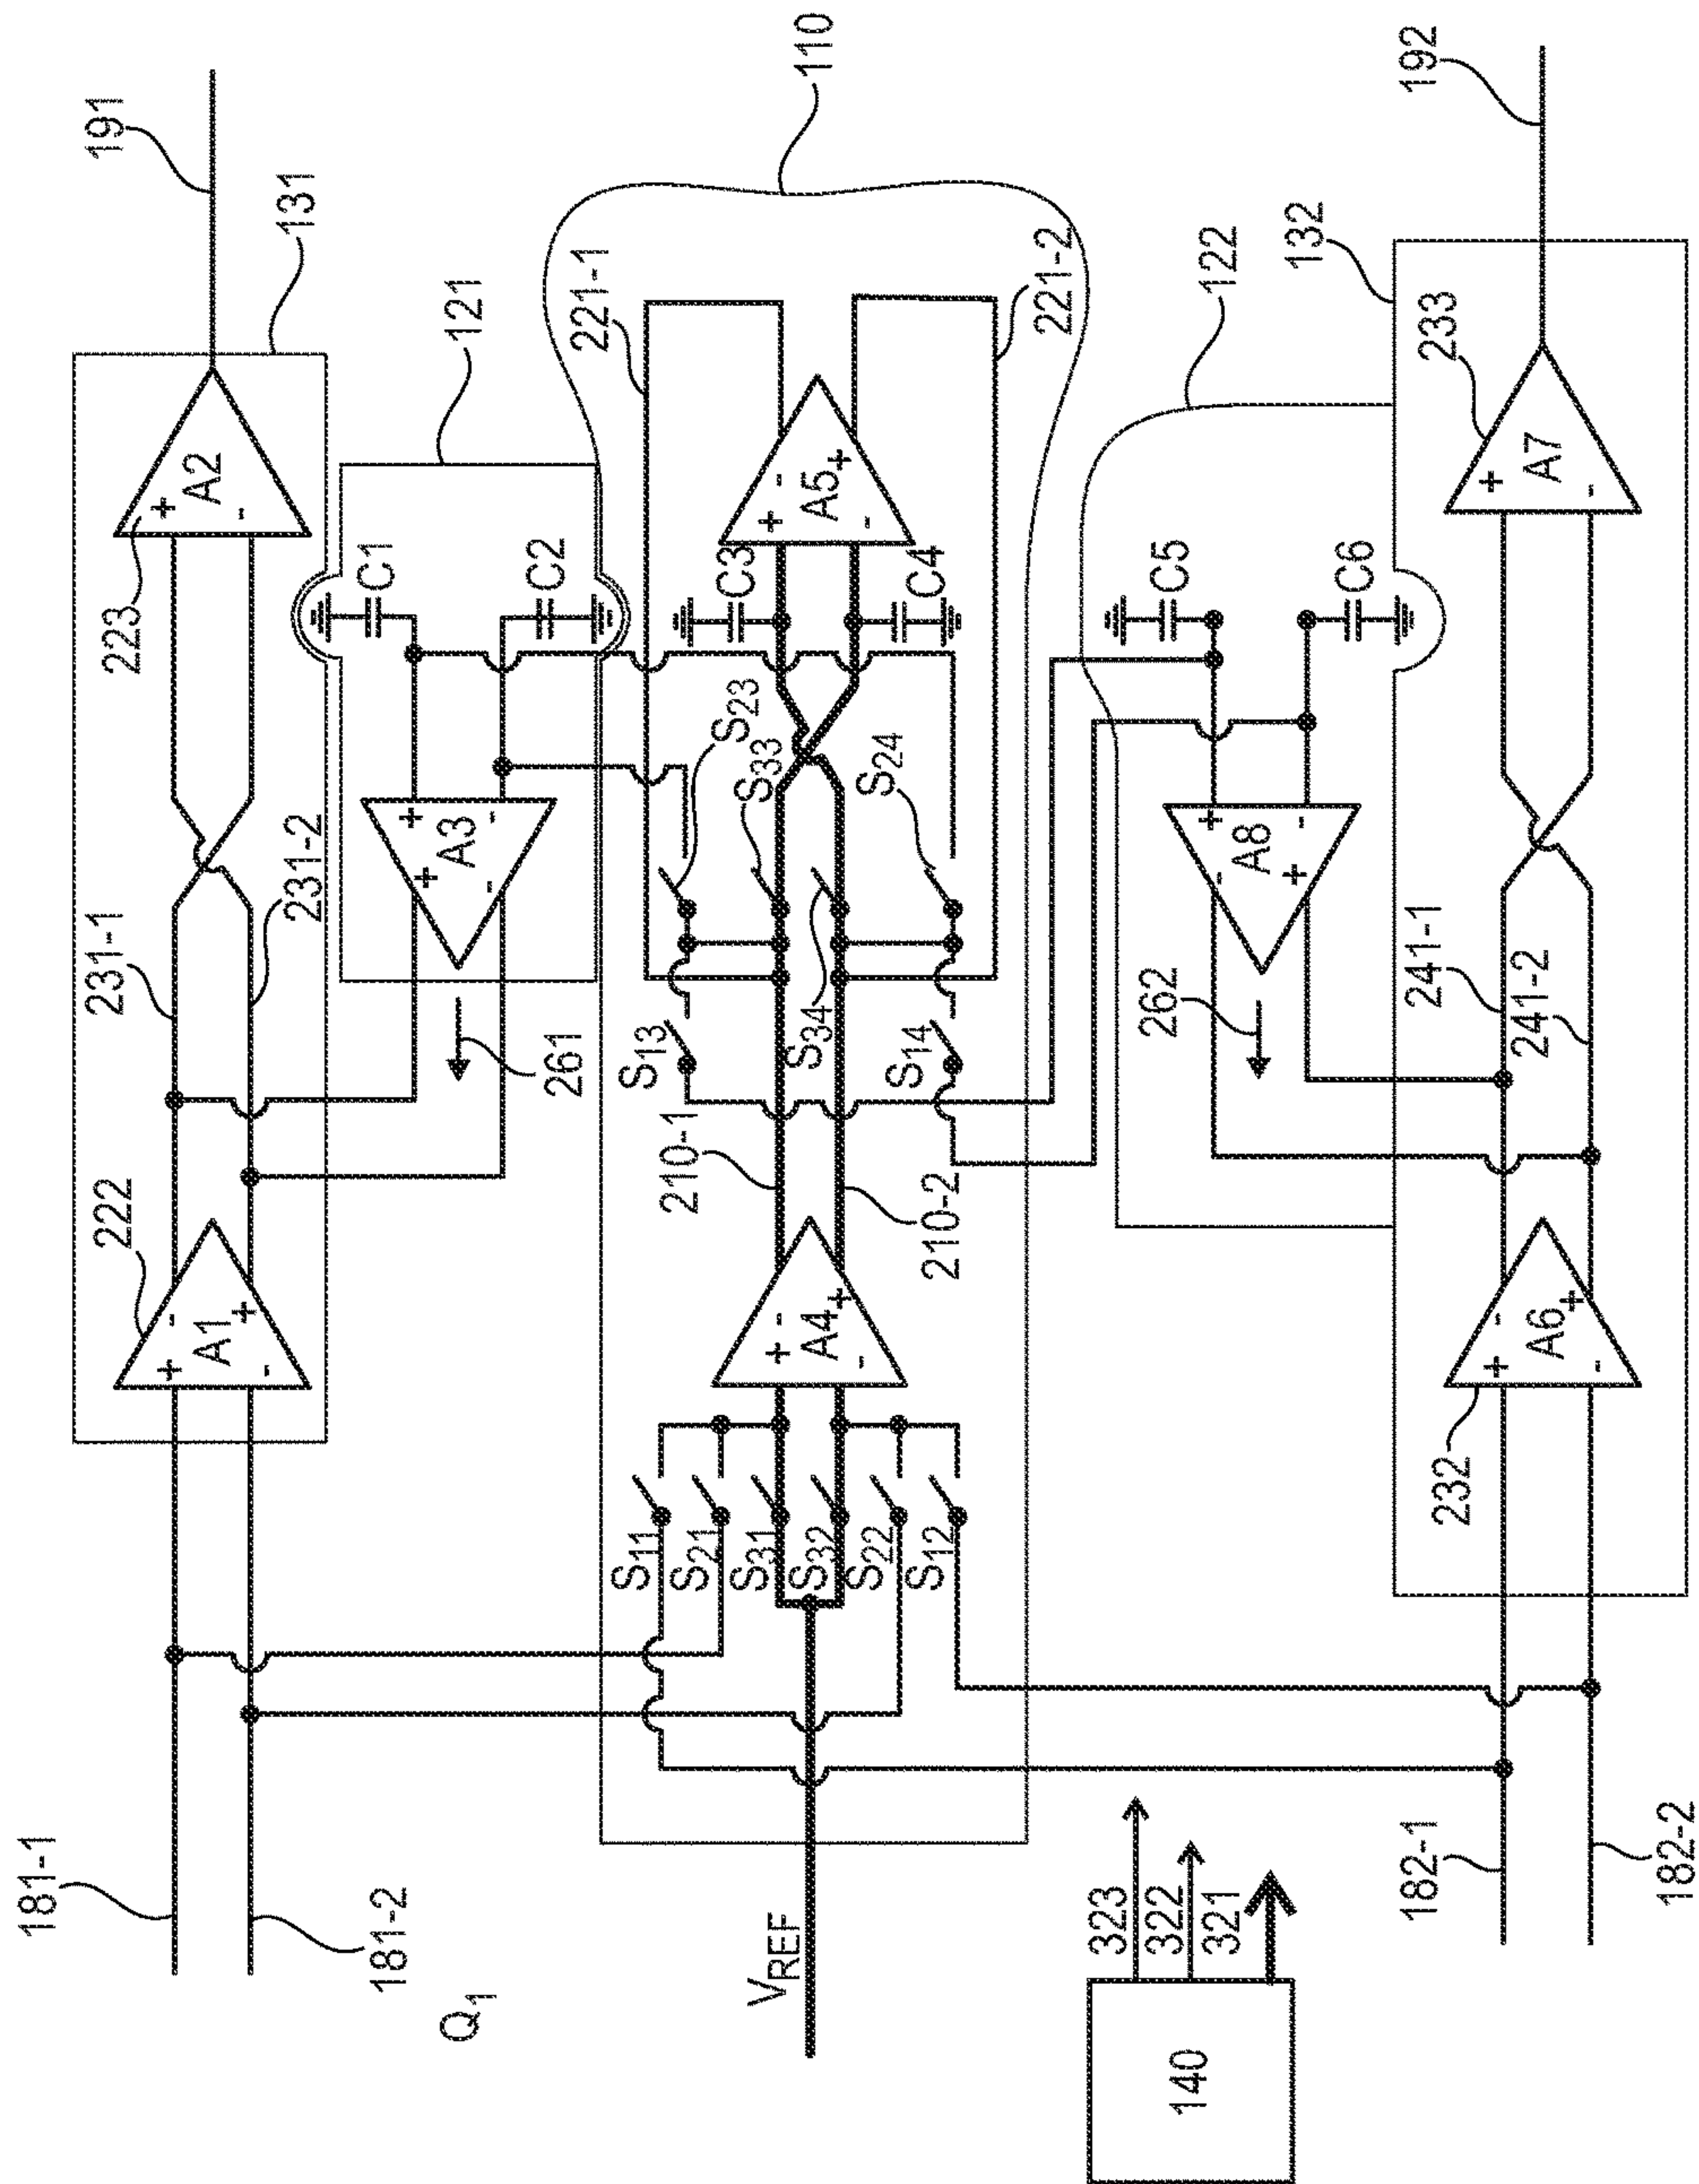 191
131
121
110
181-1
181-2
222
A1
+
-
-
+
231-1
231-2
223
A2
+
-
A3
+
-
+
-
C1
C2
261
Q1
VREF
S11
S21
S31
S32
S22
S12
A4
+
-
-
+
210-1
210-2
S13
S14
S34
S23
S33
S24
221-1
221-2
C3
C4
A5
+
-
-
+
140
323
322
321
122
132
262
A8
+
-
-
+
C5
C6
182-1
182-2
232
A6
+
-
-
+
241-1
241-2
233
A7
+
-
192